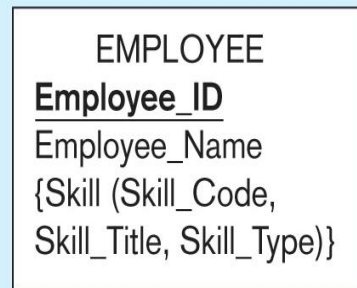 EMPLOYEE
Employee_ID
Employee_Name
{Skill (Skill_Code,
Skill_Title, Skill_Type)}